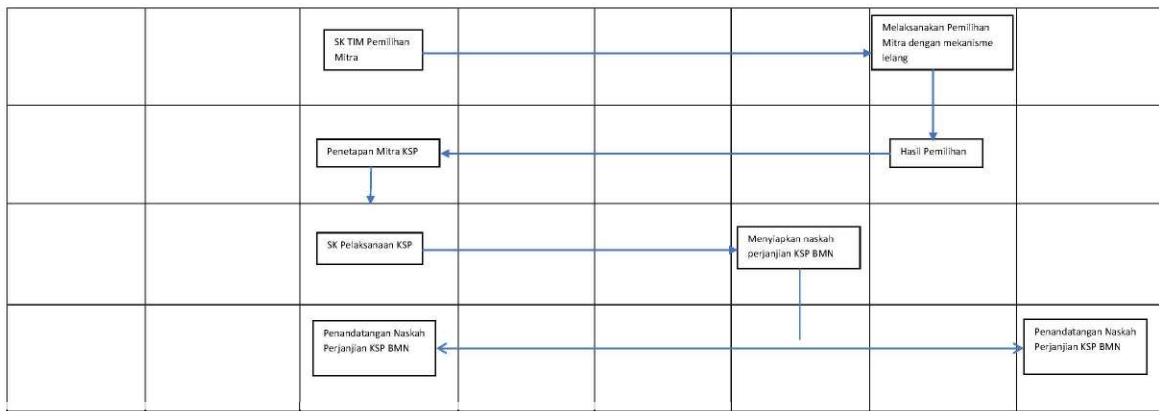 SK TIM Pemilihan
Mitra
Melaksanakan Pemilihan
Mitra dengan mekanisme
lelang
Penetapan Mitra KSP
Hasil Pemilihan
SK Pelaksanaan KSP
Menyiapkan naskah
perjanjian KSP BMN
Penandatangan Naskah
Perjanjian KSP BMN
Penandatangan Naskah
Perjanjian KSP BMN